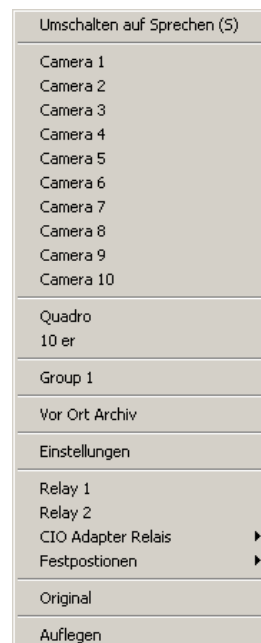 Umschalten auf Sprechen (S)
Camera 1
Camera 2
Camera 3
Camera 4
Camera 5
Camera 6
Camera 7
Camera 8
Camera 9
Camera 10
Quadro
10 er
Group 1
Vor Ort Archiv
Einstellungen
Relay 1
Relay 2
CIO Adapter Relais
Festpostionen
Original
Auflegen